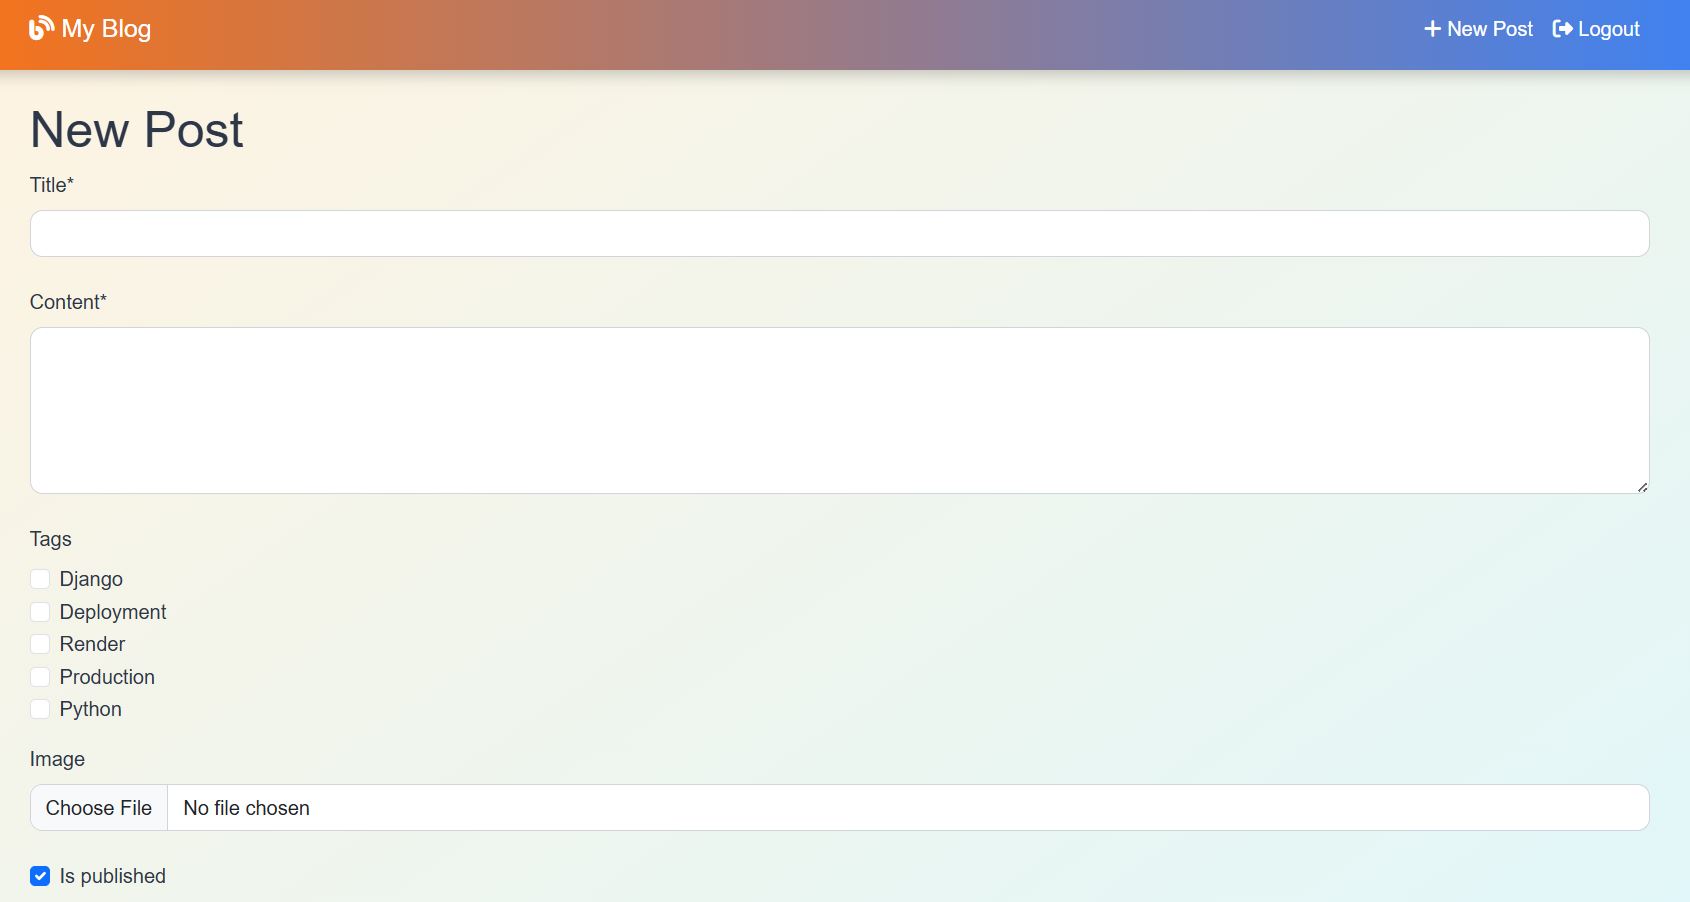 My Blog
New Post Logout
New Post
Title*
Content*
Tags
Django
Deployment
Render
Production
Python
Image
Choose File No file chosen
Is published